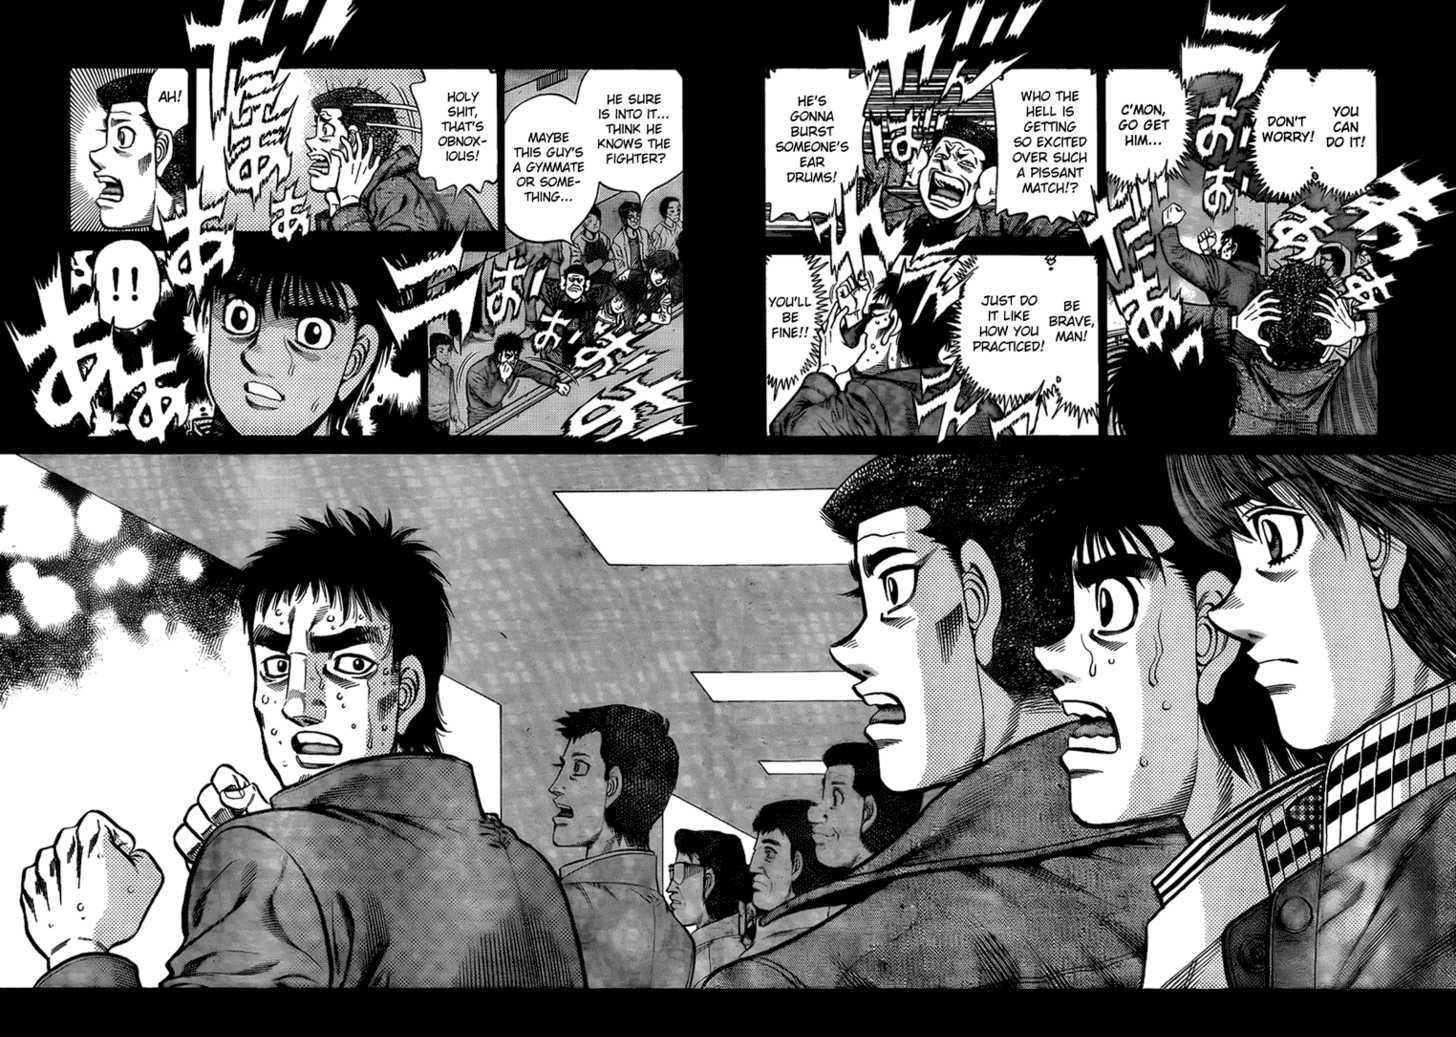 YOU
CAN
DO IT!
DON'T
WORRY!
C'MON,
GO GET
HIM...
WHO THE
HELL IS
GETTING
SO EXCITED
OVER SUCH
A PISSANT
MATCH!?
HE'S
GONNA
BURST
SOMEONE'S
EAR
DRUMS!
BE
BRAVE,
MAN!
JUST DO
IT LIKE
HOW YOU
PRACTICED!
YOU'LL
BE
FINE!!
HE SURE
IS INTO IT...
THINK HE
KNOWS THE
FIGHTER?
MAYBE
THIS GUY'S
A GYMMATE
OR SOME-
THING...
HOLY
SHIT,
THAT'S
OBNOX-
IOUS!
AH!
!!